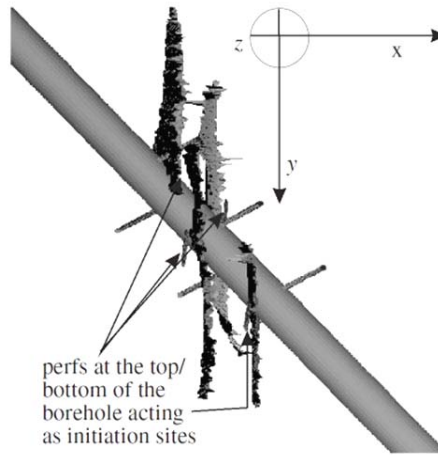 z
x
y
perfs at the top/
bottom of the
borehole acting
as initiation sites